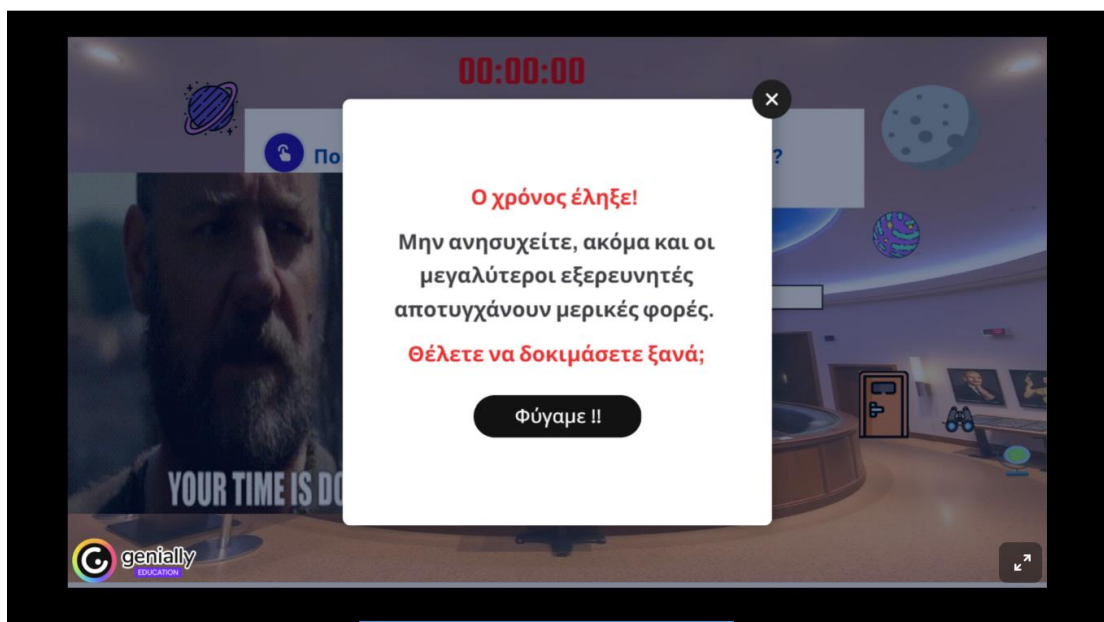 00:00:00
Ο χρόνος έληξε!
Μην ανησυχείτε, ακόμα και οι
μεγαλύτεροι εξερευνητές
αποτυγχάνουν μερικές φορές.
Θέλετε να δοκιμάσετε ξανά;
Φύγαμε !!
YOUR TIME IS
genially
EDUCATION